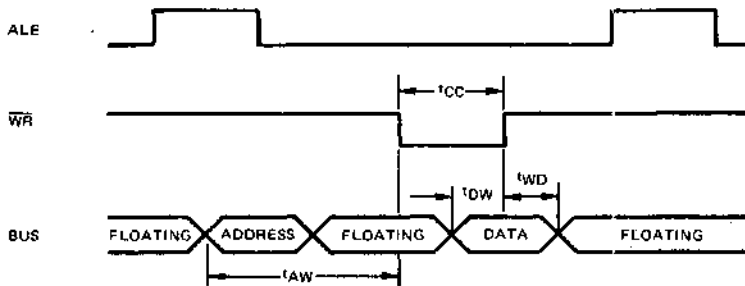 ALE
tCC
WR
tDW
tWD
BUS
FLOATING ADDRESS FLOATING DATA FLOATING
tAW